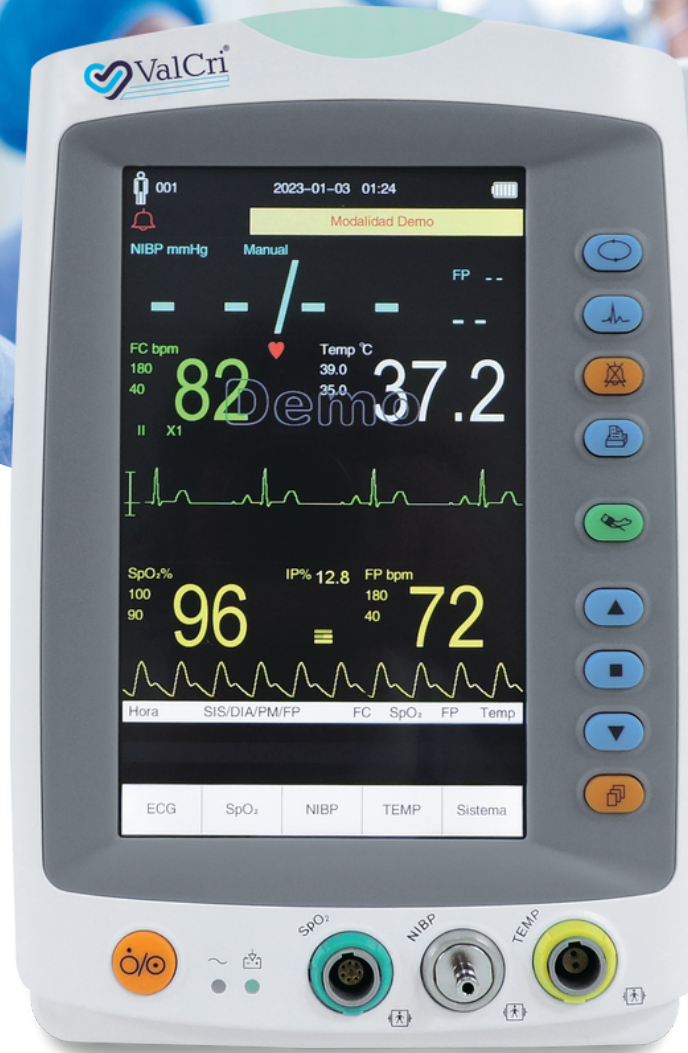 ValCri®
001 2023-01-03 01:24
Modalidad Demo
NIBP mmHg Manual
FP --
- - / - - --
FC bpm Temp °C
180 39.0
40 35.0
82 37.2
Demo
II X1
SpO₂% IP% 12.8 FP bpm
100 180
90 40
96 72
Hora SIS/DIA/PM/FP FC SpO₂ FP Temp
ECG SpO₂ NIBP TEMP Sistema
SpO₂ NIBP TEMP